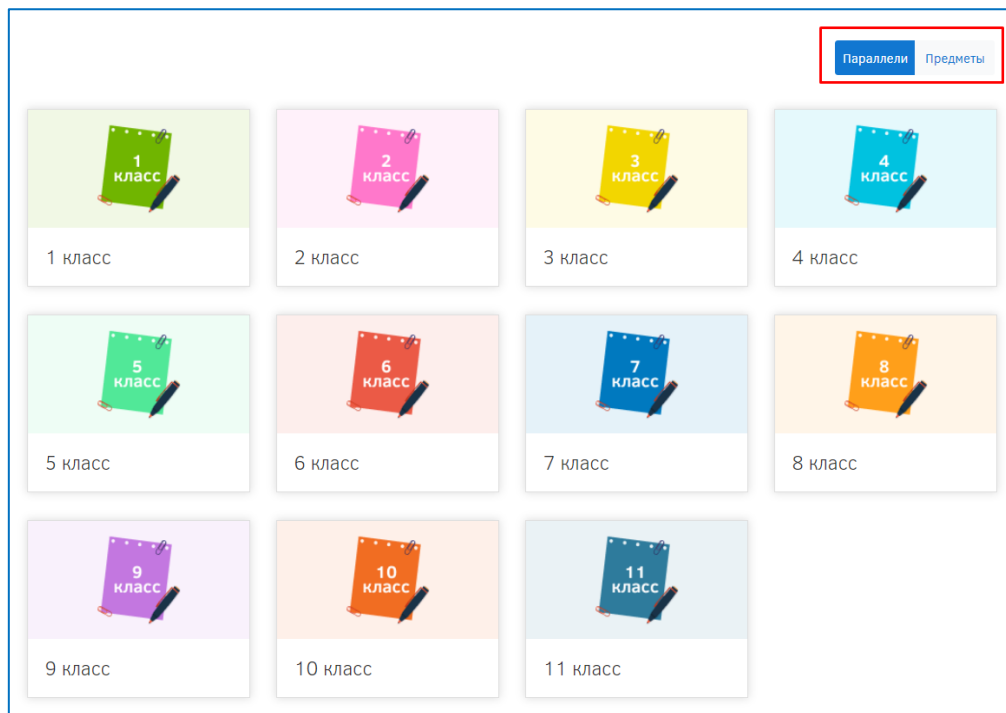 Параллели Предметы
1
класс
2
класс
3
класс
4
класс
1 класс
2 класс
3 класс
4 класс
5
класс
6
класс
7
класс
8
класс
5 класс
6 класс
7 класс
8 класс
9
класс
10
класс
11
класс
9 класс
10 класс
11 класс